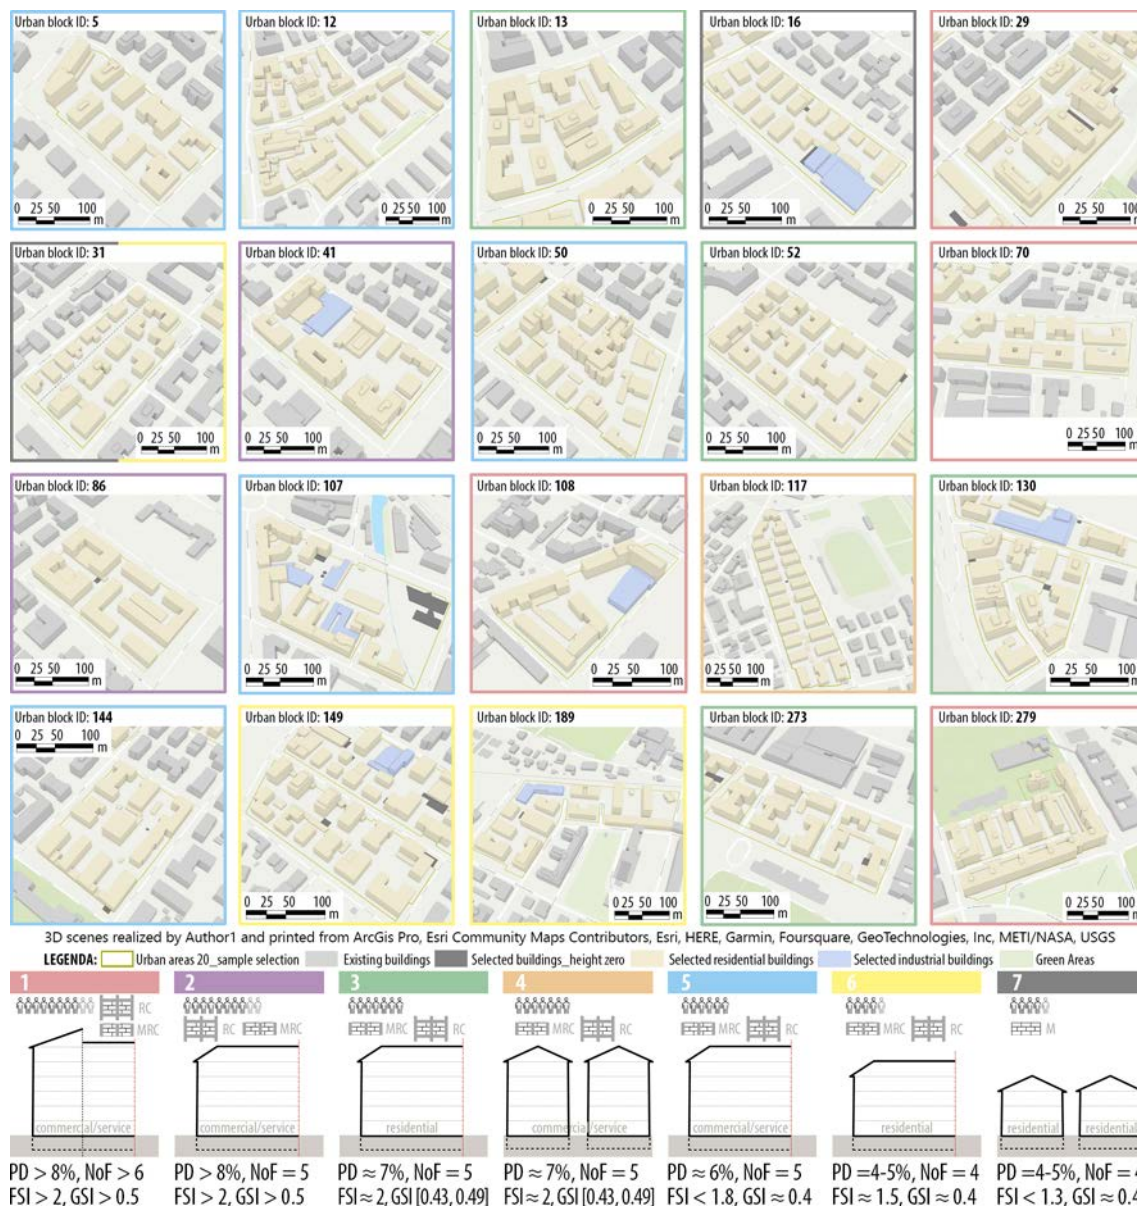 Urban block ID: 5
Urban block ID: 12
Urban block ID: 13
Urban block ID: 16
Urban block ID: 29
0 25 50 100
m
0 25 50 100
m
0 25 50 100
m
0 25 50 100
m
0 25 50 100
m
Urban block ID: 31
Urban block ID: 41
Urban block ID: 50
Urban block ID: 52
Urban block ID: 70
0 25 50 100
m
0 25 50 100
m
0 25 50 100
m
0 25 50 100
m
0 25 50 100
m
Urban block ID: 86
Urban block ID: 107
Urban block ID: 108
Urban block ID: 117
Urban block ID: 130
0 25 50 100
m
0 25 50 100
m
0 25 50 100
m
0 25 50 100
m
0 25 50 100
m
Urban block ID: 144
Urban block ID: 149
Urban block ID: 189
Urban block ID: 273
Urban block ID: 279
0 25 50 100
m
0 25 50 100
m
0 25 50 100
m
0 25 50 100
m
0 25 50 100
m
3D scenes realized by Author1 and printed from ArcGis Pro, Esri Community Maps Contributors, Esri, HERE, Garmin, Foursquare, GeoTechnologies, Inc, METI/NASA, USGS
LEGENDA: Urban areas 20_sample selection Existing buildings Selected buildings_height zero Selected residential buildings Selected industrial buildings Green Areas
1 2 3 4 5 6 7
RC
MRC
RC MRC
MRC RC
MRC RC
MRC RC
MRC RC
M
commercial/service commercial/service residential commercial/service commercial/service residential residential residential
PD > 8%, NoF > 6
FSI > 2, GSI > 0.5
PD > 8%, NoF = 5
FSI > 2, GSI > 0.5
PD ≈ 7%, NoF = 5
FSI ≈ 2, GSI [0.43, 0.49]
PD ≈ 7%, NoF = 5
FSI ≈ 2, GSI [0.43, 0.49]
PD ≈ 6%, NoF = 5
FSI < 1.8, GSI ≈ 0.4
PD =4-5%, NoF = 4
FSI ≈ 1.5, GSI ≈ 0.4
PD =4-5%, NoF = 4
FSI < 1.3, GSI ≈ 0.4